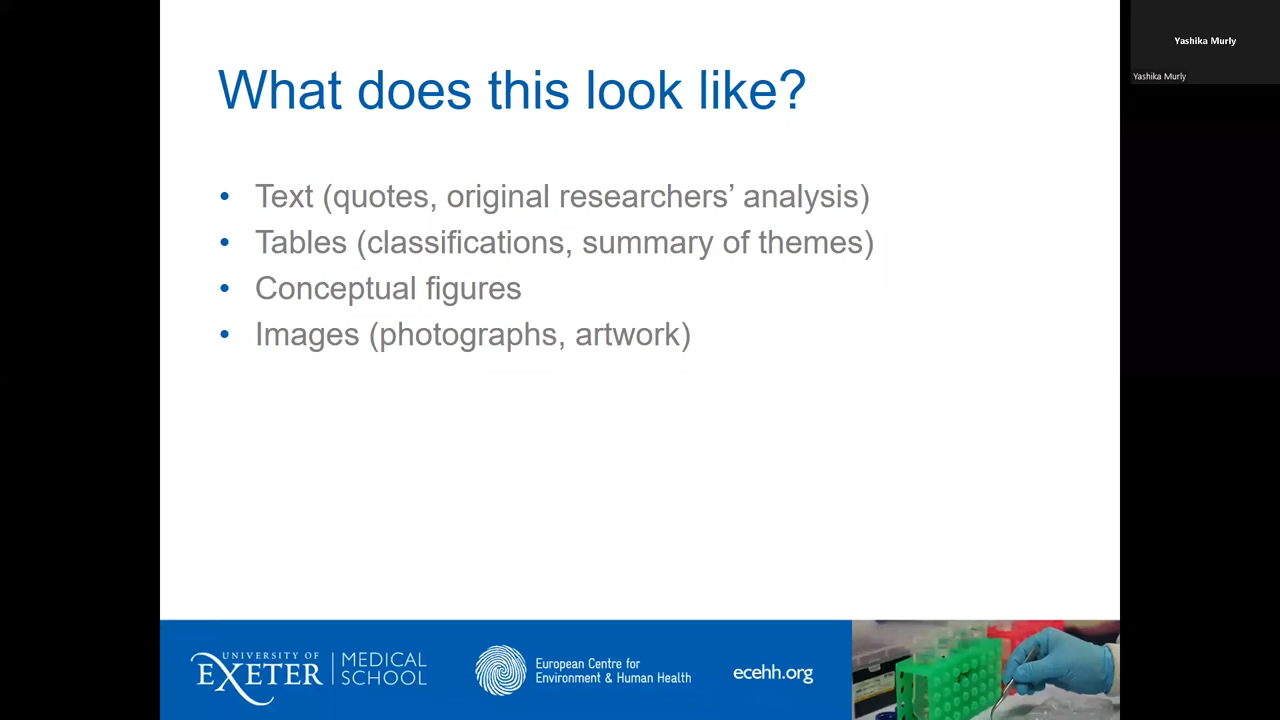 What does this look like?
• Text (quotes, original researchers’ analysis)
• Tables (classifications, summary of themes)
• Conceptual figures
• Images (photographs, artwork)
UNIVERSITY OF
EXETER
MEDICAL
SCHOOL
European Centre for
Environment & Human Health
ecehh.org
Yashika Murly
Yashika Murly